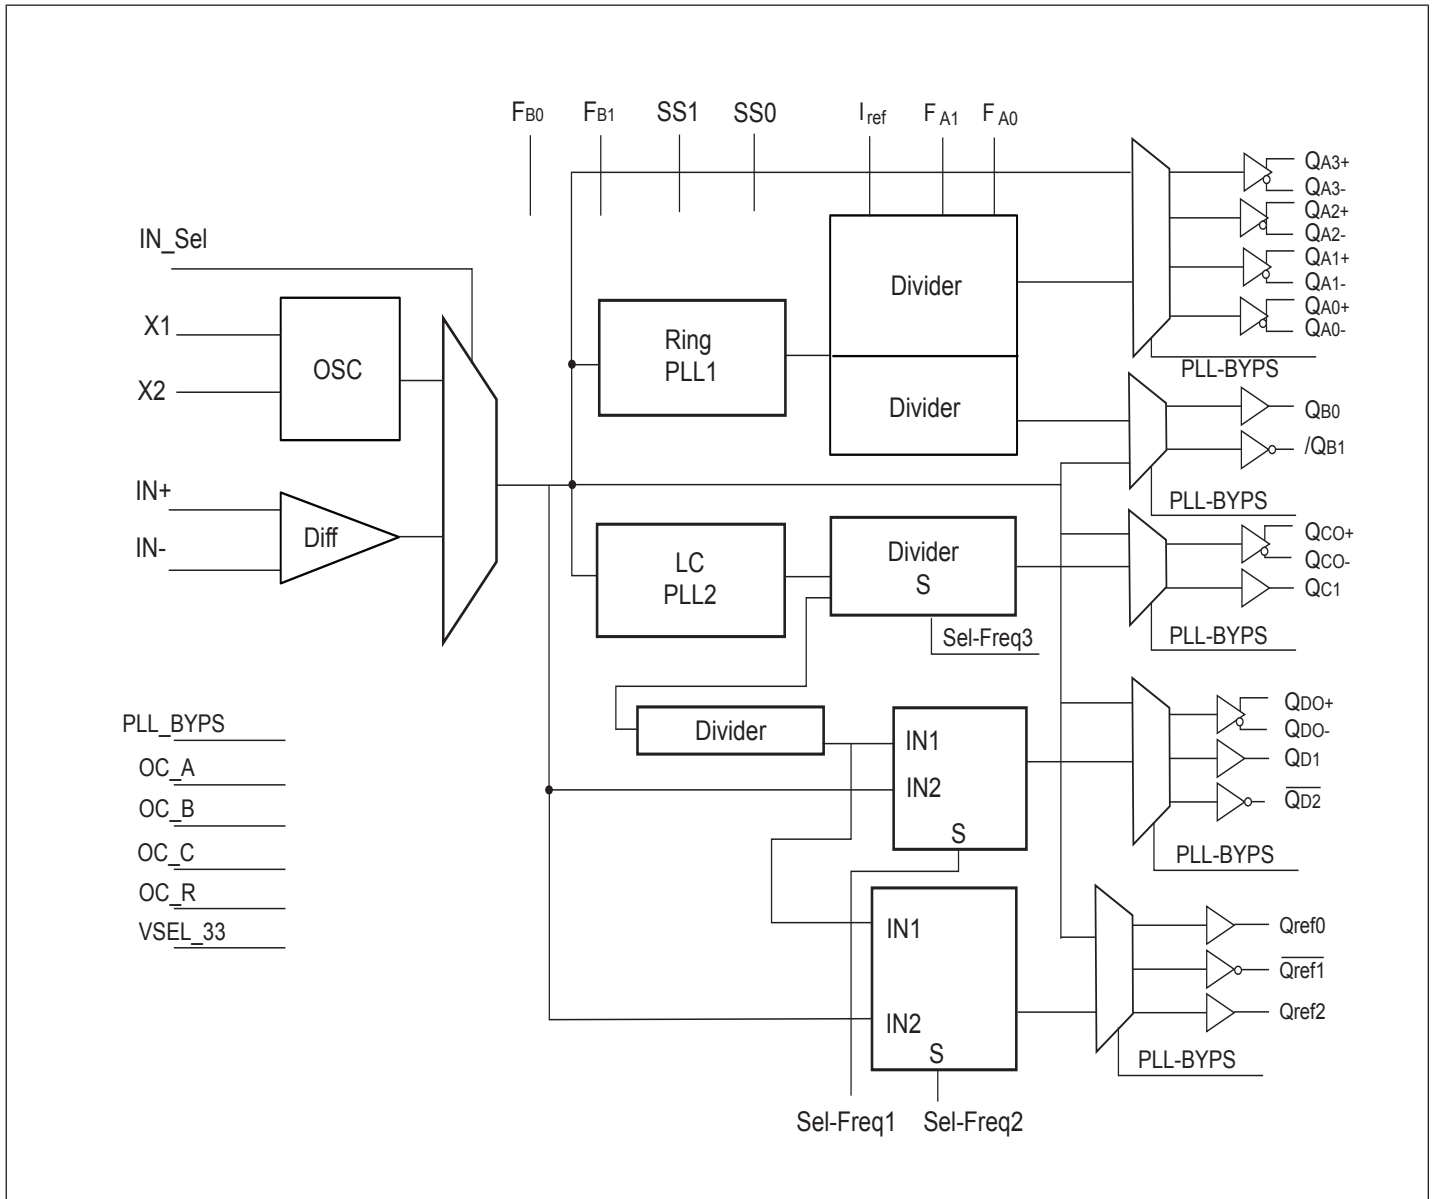 FB0 FB1 SS1 SS0 Iref FA1 FA0
QA3+
QA3-
QA2+
QA2-
QA1+
QA1-
QA0+
QA0-
PLL-BYPS
IN_Sel
X1
X2
OSC
IN+
IN-
Diff
Ring
PLL1
Divider
Divider
QB0
/QB1
PLL-BYPS
LC
PLL2
Divider
S
Sel-Freq3
QCO+
QCO-
QC1
PLL-BYPS
Divider
IN1
IN2
S
QDO+
QDO-
QD1
QD2
PLL-BYPS
IN1
IN2
S
Qref0
Qref1
Qref2
PLL-BYPS
Sel-Freq1 Sel-Freq2
PLL_BYPS
OC_A
OC_B
OC_C
OC_R
VSEL_33